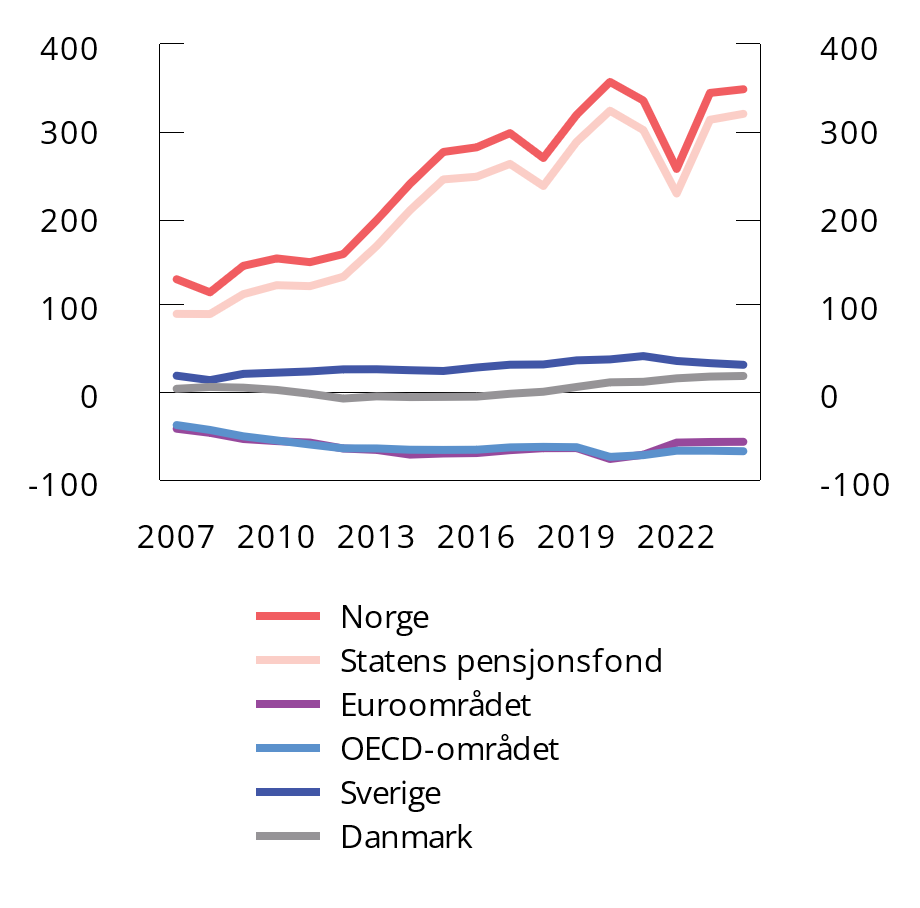 400 400
300 300
200 200
100 100
0 0
-100 -100
2007 2010 2013 2016 2019 2022
Norge
Statens pensjonsfond
Euroområdet
OECD-området
Sverige
Danmark